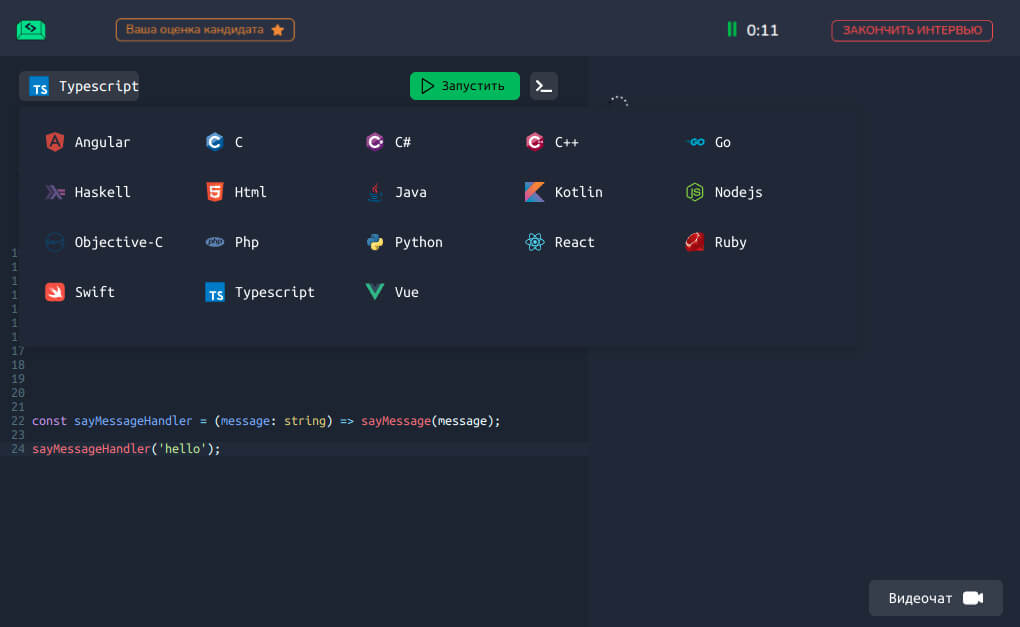 Ваша оценка кандидата
0:11
ЗАКОНЧИТЬ ИНТЕРВЬЮ
TS Typescript
Запустить
Angular C C# C++ GO Go
Haskell Html Java Kotlin Nodejs
Objective-C php Php Python React Ruby
Swift TS Typescript Vue
1
1
1
1
1
1
1
17
18
19
20
21
22 const sayMessageHandler = (message: string) => sayMessage(message);
23
24 sayMessageHandler('hello');
Видеочат